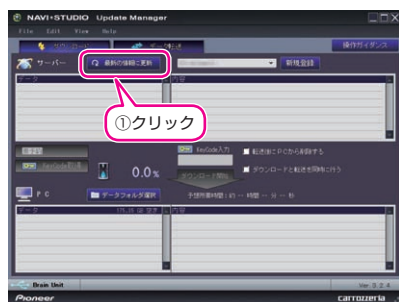 NAVI*STUDIO Update Manager
File Edit View Help
データ転送
操作ガイダンス
サーバー
最新の情報に更新
新規登録
データ
内容
①クリック
KeyCode入力
転送後にPCから削除する
0.0%
ダウンロード開始
ダウンロードと転送を同時に行う
PC
データフォルダ選択
予想所要時間：約 -- 時間 -- 分 -- 秒
データ
内容
Brain Unit
Ver 3.2.4
Pioneer
carrozzeria